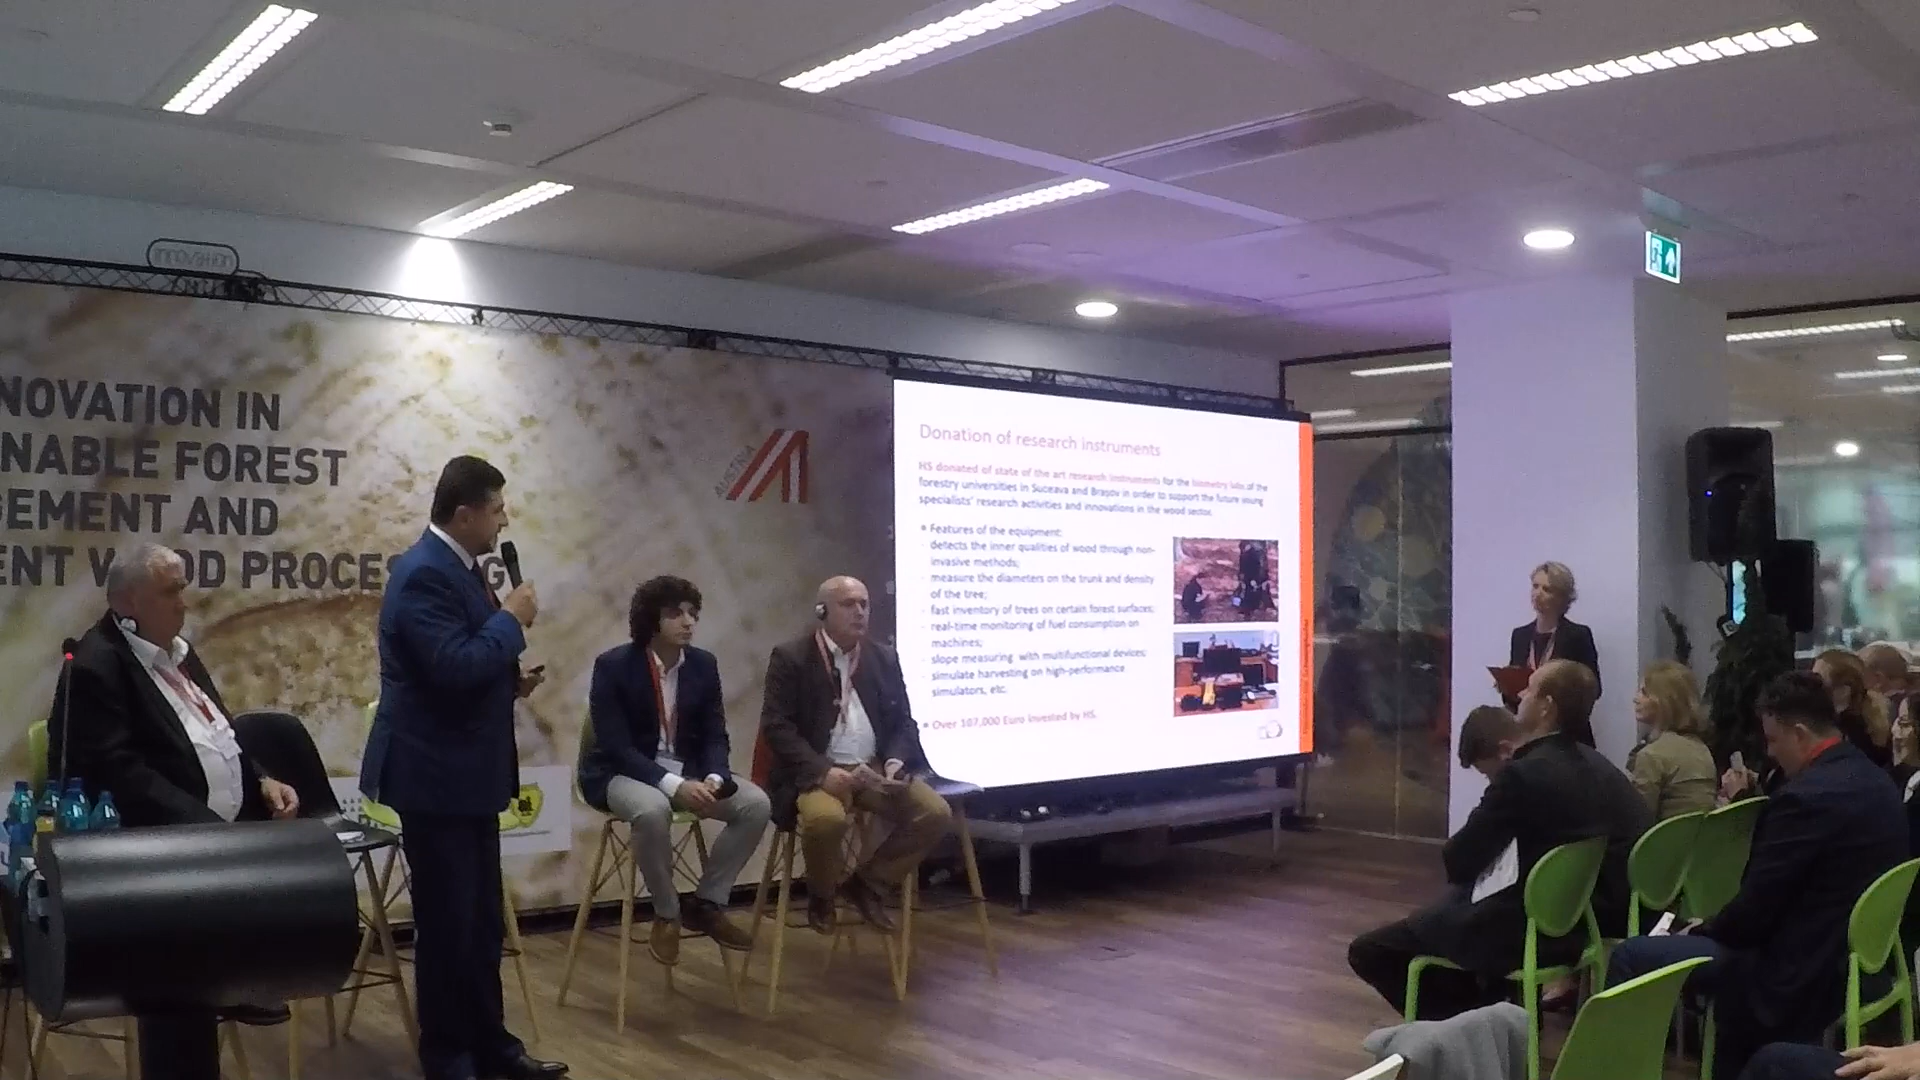 innovation
NOVATION IN
NABLE FOREST
GEMENT AND
ENT W OD PROCES G
AUSTRIA
Donation of research instruments
HS donated of state of the art research instruments for the biometry labs of the
forestry universities in Suceava and Brașov in order to support the future young
specialists' research activities and innovations in the wood sector.
• Features of the equipment:
- detects the inner qualities of wood through non-
invasive methods;
- measure the diameters on the trunk and density
of the tree;
- fast inventory of trees on certain forest surfaces;
- real-time monitoring of fuel consumption on
machines;
- slope measuring with multifunctional devices;
- simulate harvesting on high-performance
simulators, etc.
• Over 107,000 Euro invested by HS.